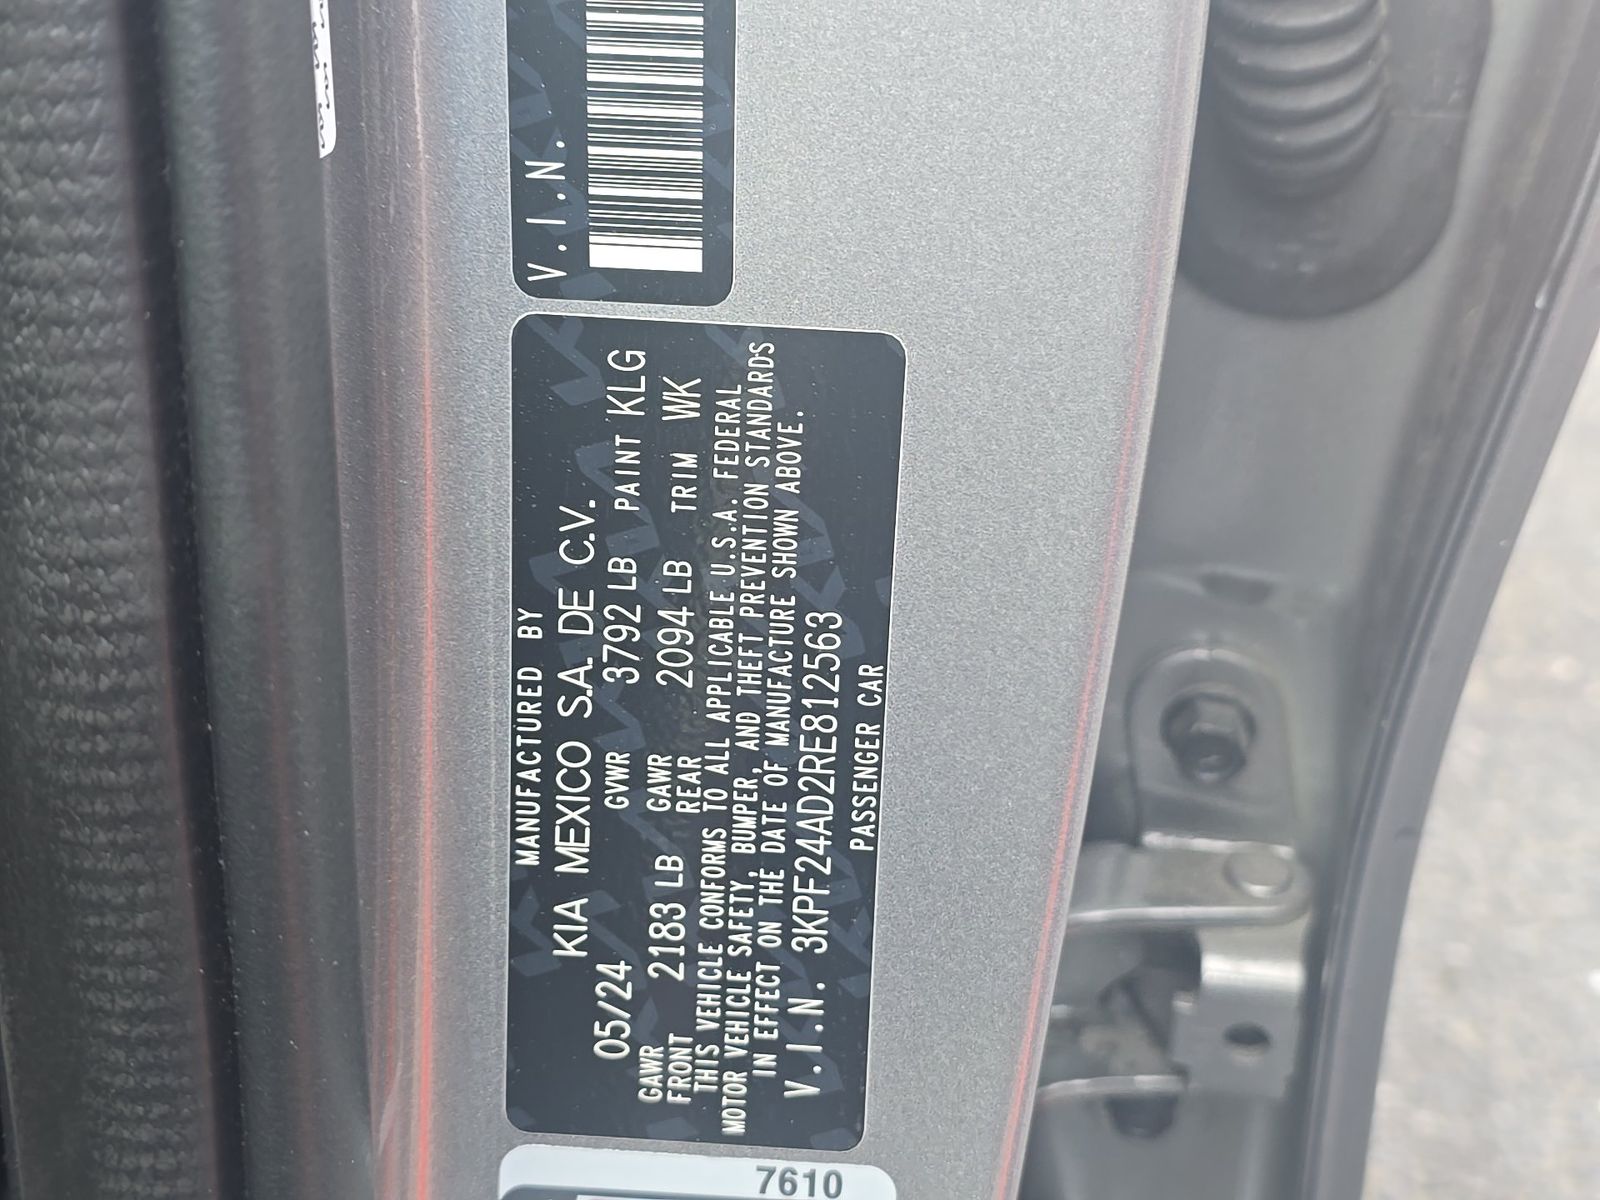 MANUFACTURED BY
KIA MEXICO S.A. DE C.V.
05/24 GVWR 3792 LB PAINT KLG
GAWR FRONT 2183 LB GAWR REAR 2094 LB TRIM WK
THIS VEHICLE CONFORMS TO ALL APPLICABLE U.S.A. FEDERAL
MOTOR VEHICLE SAFETY, BUMPER, AND THEFT PREVENTION STANDARDS
IN EFFECT ON THE DATE OF MANUFACTURE SHOWN ABOVE.
V.I.N. 3KPF24AD2RE812563
PASSENGER CAR
V.I.N.
7610